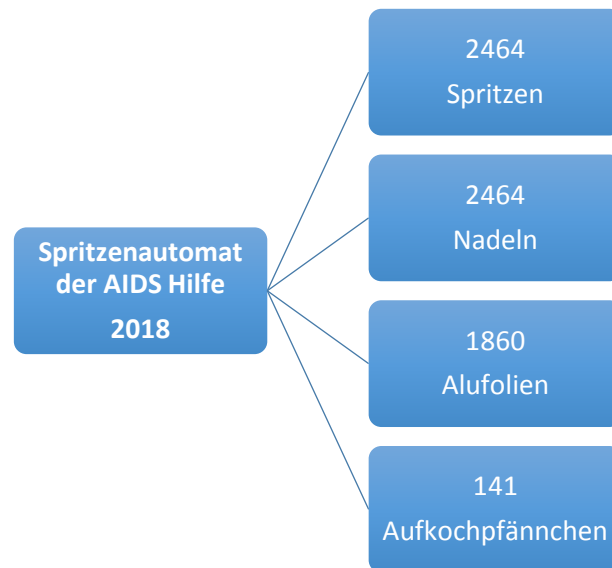 Spritzenautomat
der AIDS Hilfe
2018
2464
Spritzen
2464
Nadeln
1860
Alufolien
141
Aufkochpfännchen